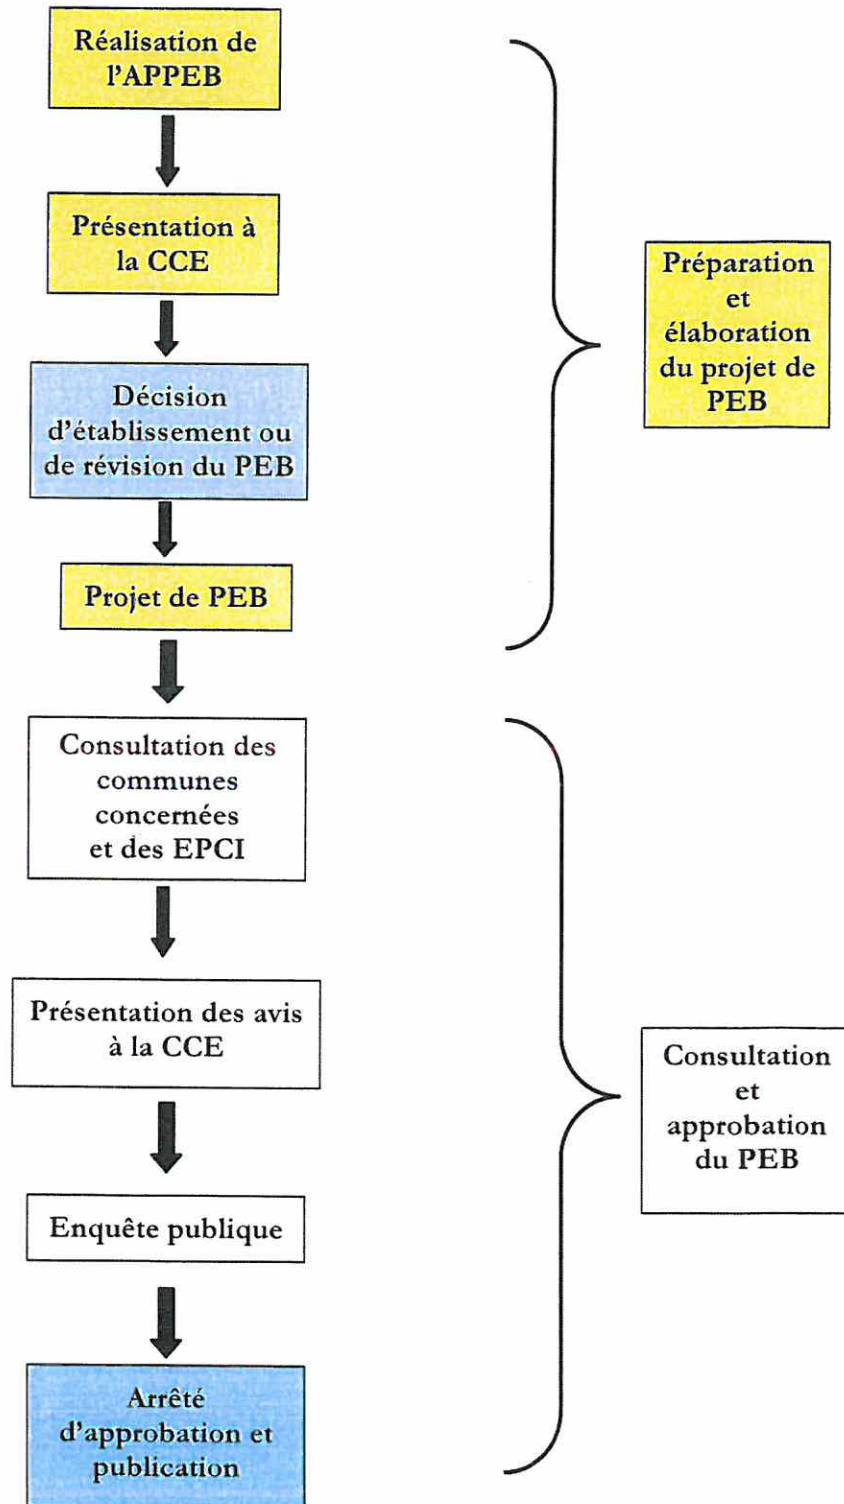 Réalisation de
l'APPEB
Présentation à
la CCE
Décision
d'établissement ou
de révision du PEB
Projet de PEB
Préparation
et
élaboration
du projet de
PEB
Consultation des
communes
concernées
et des EPCI
Présentation des avis
à la CCE
Enquête publique
Arrêté
d'approbation et
publication
Consultation
et
approbation
du PEB